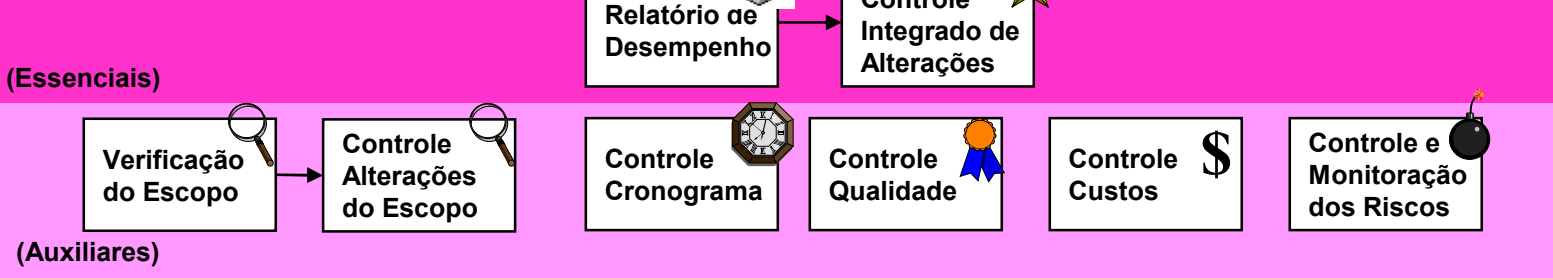 Relatório de
Desempenho
Controle
Integrado de
Alterações
(Essenciais)
Verificação
do Escopo
Controle
Alterações
do Escopo
Controle
Cronograma
Controle
Qualidade
Controle
Custos
$
Controle e
Monitoração
dos Riscos
(Auxiliares)